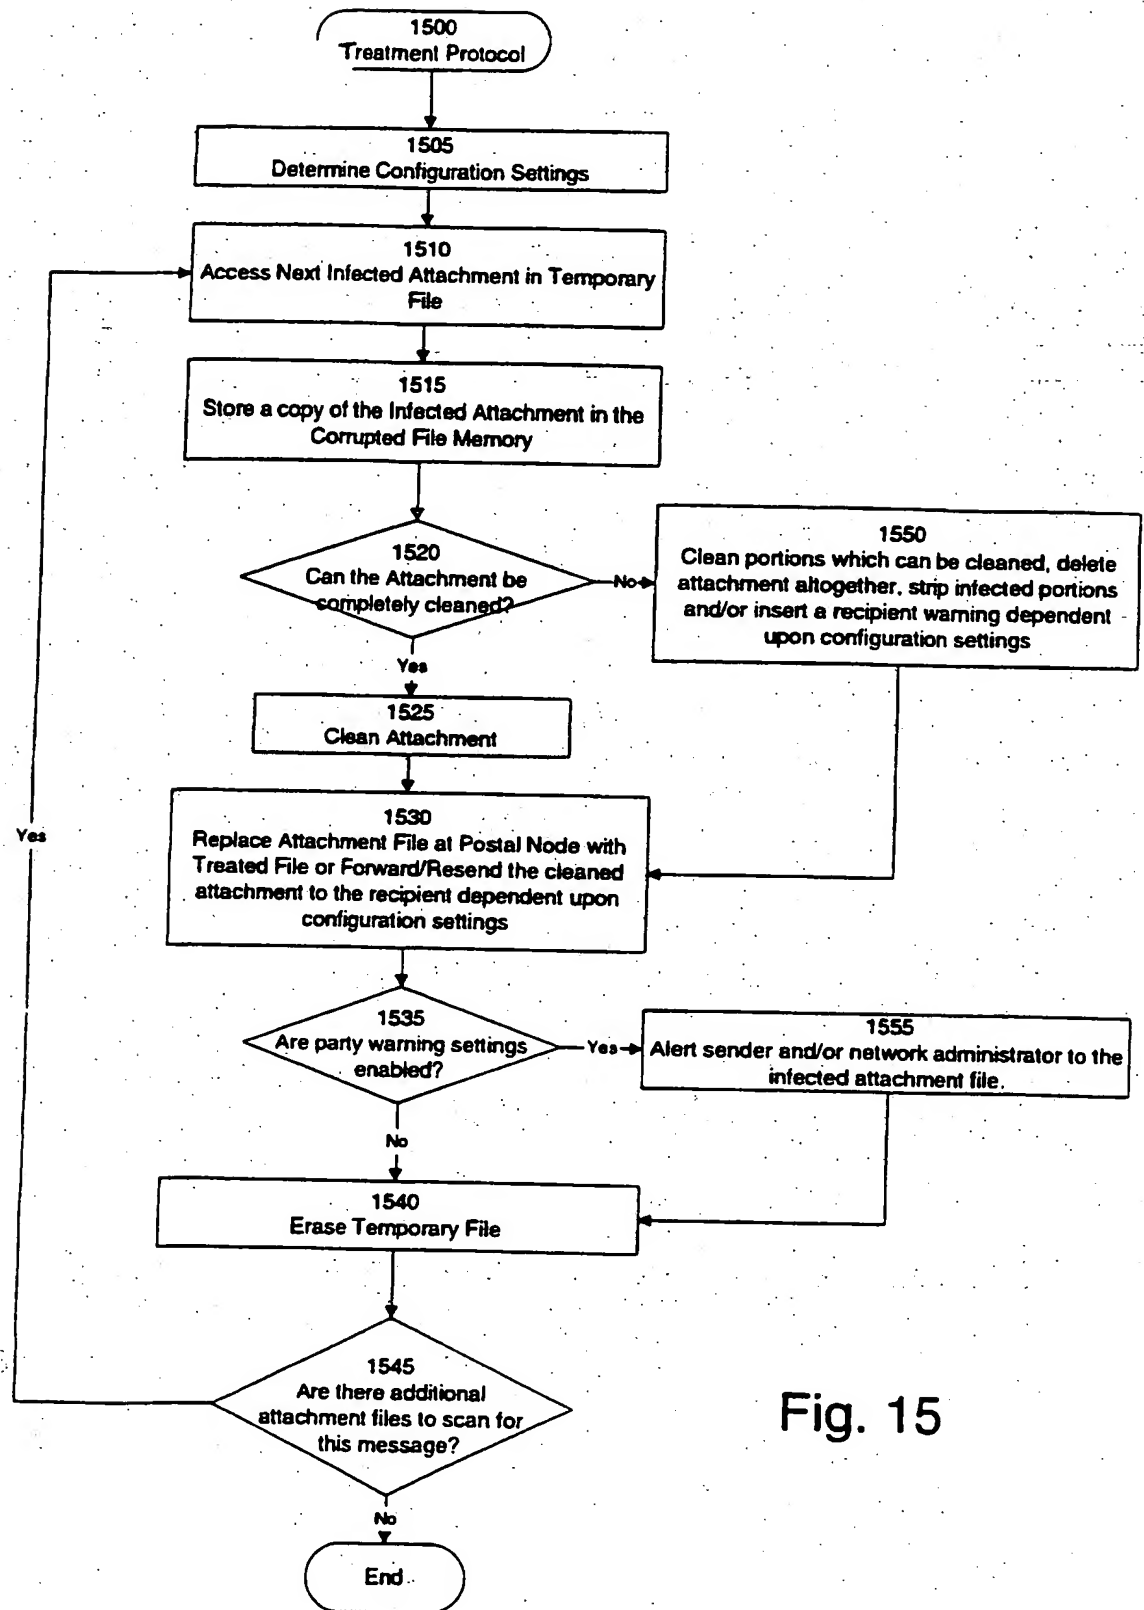 1500
Treatment Protocol
1505
Determine Configuration Settings
1510
Access Next Infected Attachment in Temporary
File
1515
Store a copy of the Infected Attachment in the
Corrupted File Memory
1520
Can the Attachment be
completely cleaned?
No
1550
Clean portions which can be cleaned, delete
attachment altogether, strip infected portions
and/or insert a recipient warning dependent
upon configuration settings
Yes
1525
Clean Attachment
1530
Replace Attachment File at Postal Node with
Treated File or Forward/Resend the cleaned
attachment to the recipient dependent upon
configuration settings
Yes
1535
Are party warning settings
enabled?
Yes
1555
Alert sender and/or network administrator to the
infected attachment file.
No
1540
Erase Temporary File
1545
Are there additional
attachment files to scan for
this message?
Fig. 15
No
End